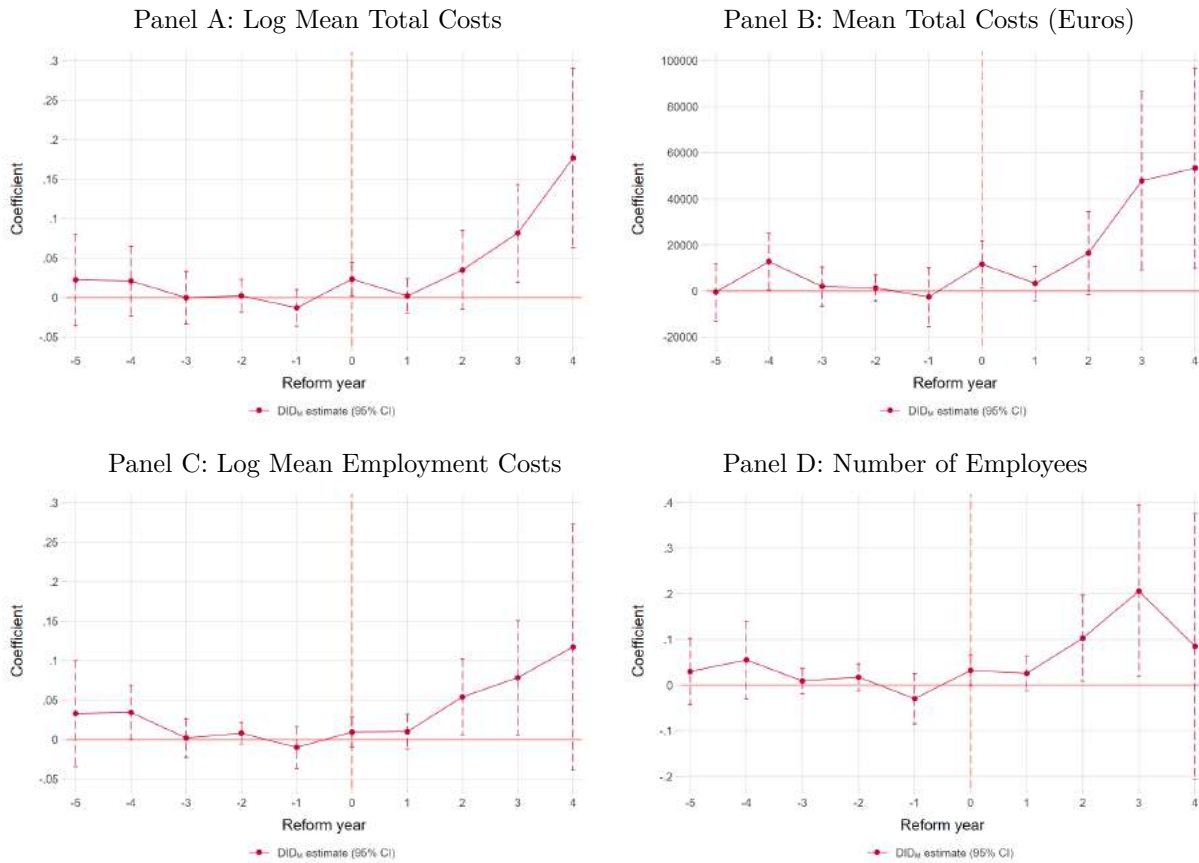 Panel A: Log Mean Total Costs
.3
.25
.2
.15
.1
.05
0
-.05
Coefficient
-5 -4 -3 -2 -1 0 1 2 3 4
Reform year
DIDM estimate (95% CI)
Panel B: Mean Total Costs (Euros)
100000
80000
60000
40000
20000
0
-20000
Coefficient
-5 -4 -3 -2 -1 0 1 2 3 4
Reform year
DIDM estimate (95% CI)
Panel C: Log Mean Employment Costs
.3
.25
.2
.15
.1
.05
0
-.05
Coefficient
-5 -4 -3 -2 -1 0 1 2 3 4
Reform year
DIDM estimate (95% CI)
Panel D: Number of Employees
.4
.3
.2
.1
0
-.1
-.2
Coefficient
-5 -4 -3 -2 -1 0 1 2 3 4
Reform year
DIDM estimate (95% CI)